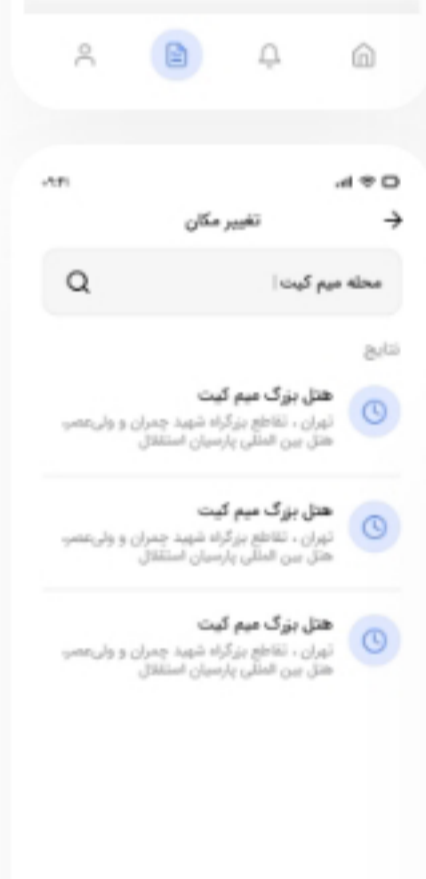 ۰۹:۴۱
تغییر مکان
محله میم کیت
نتایج
هتل بزرگ میم کیت
تهران ، تقاطع بزرگراه شهید چمران و ولی‌عصر،
هتل بین المللی پارسیان استقلال
هتل بزرگ میم کیت
تهران ، تقاطع بزرگراه شهید چمران و ولی‌عصر،
هتل بین المللی پارسیان استقلال
هتل بزرگ میم کیت
تهران ، تقاطع بزرگراه شهید چمران و ولی‌عصر،
هتل بین المللی پارسیان استقلال